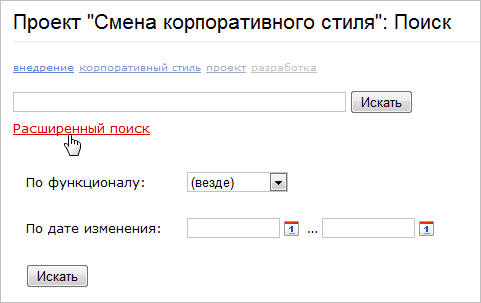 Проект "Смена корпоративного стиля": Поиск
внедрение корпоративный стиль проект разработка
Искать
Расширенный поиск
По функционалу: (везде)
По дате изменения: 1 ... 1
Искать